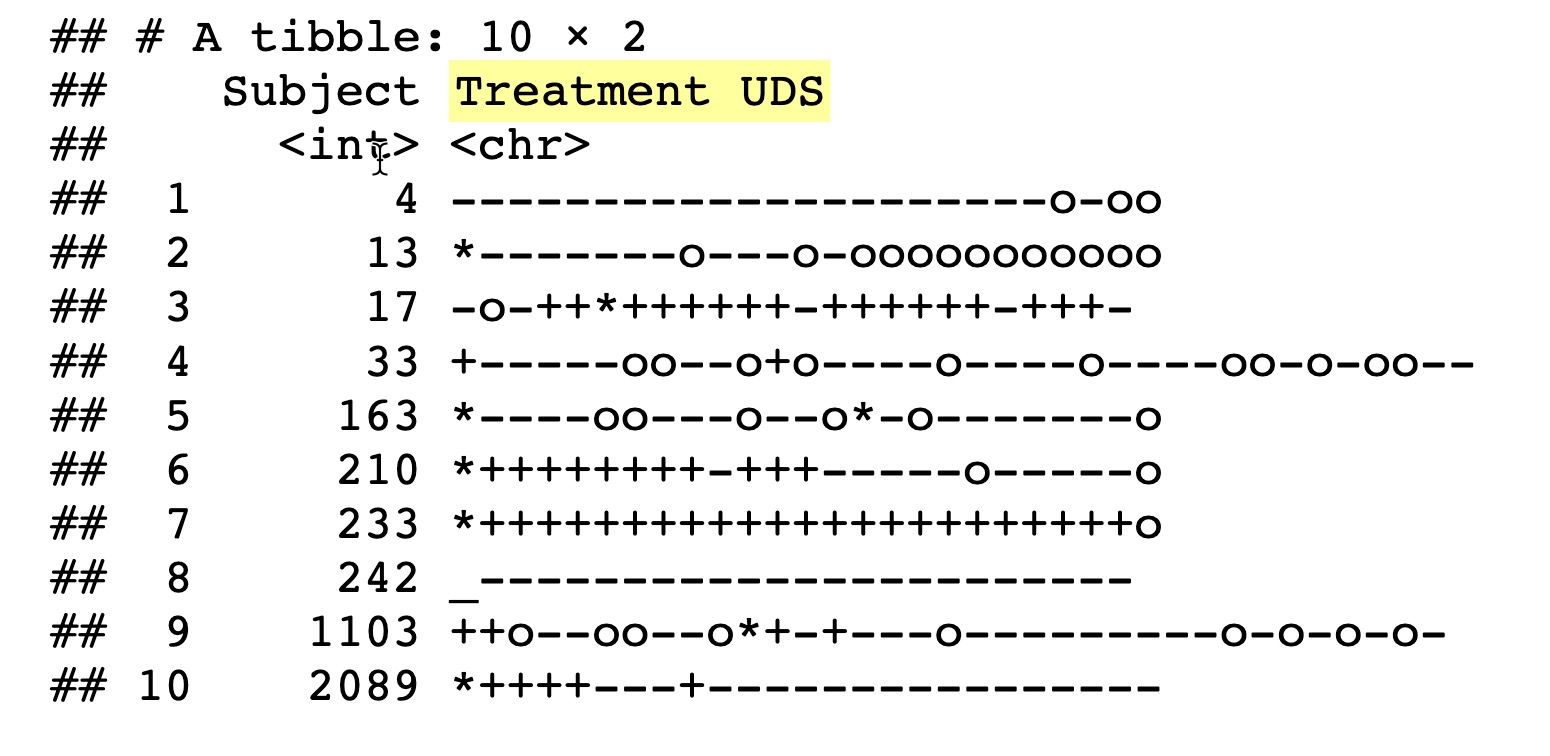 ## # A tibble: 10 × 2
##    Subject Treatment UDS
##      <int> <chr>
##  1       4 ---------------------o-oo
##  2      13 *-------o---o-ooooooooooo
##  3      17 -o-++*++++++-++++++-+++-
##  4      33 +-----oo--o+o----o----o----oo-o-oo--
##  5     163 *----oo---o--o*-o-------o
##  6     210 *++++++++-+++-----o-----o
##  7     233 *+++++++++++++++++++++++o
##  8     242 _-----------------------
##  9    1103 ++o--oo--o*+-+---o---------o-o-o-o-
## 10    2089 *++++---+----------------